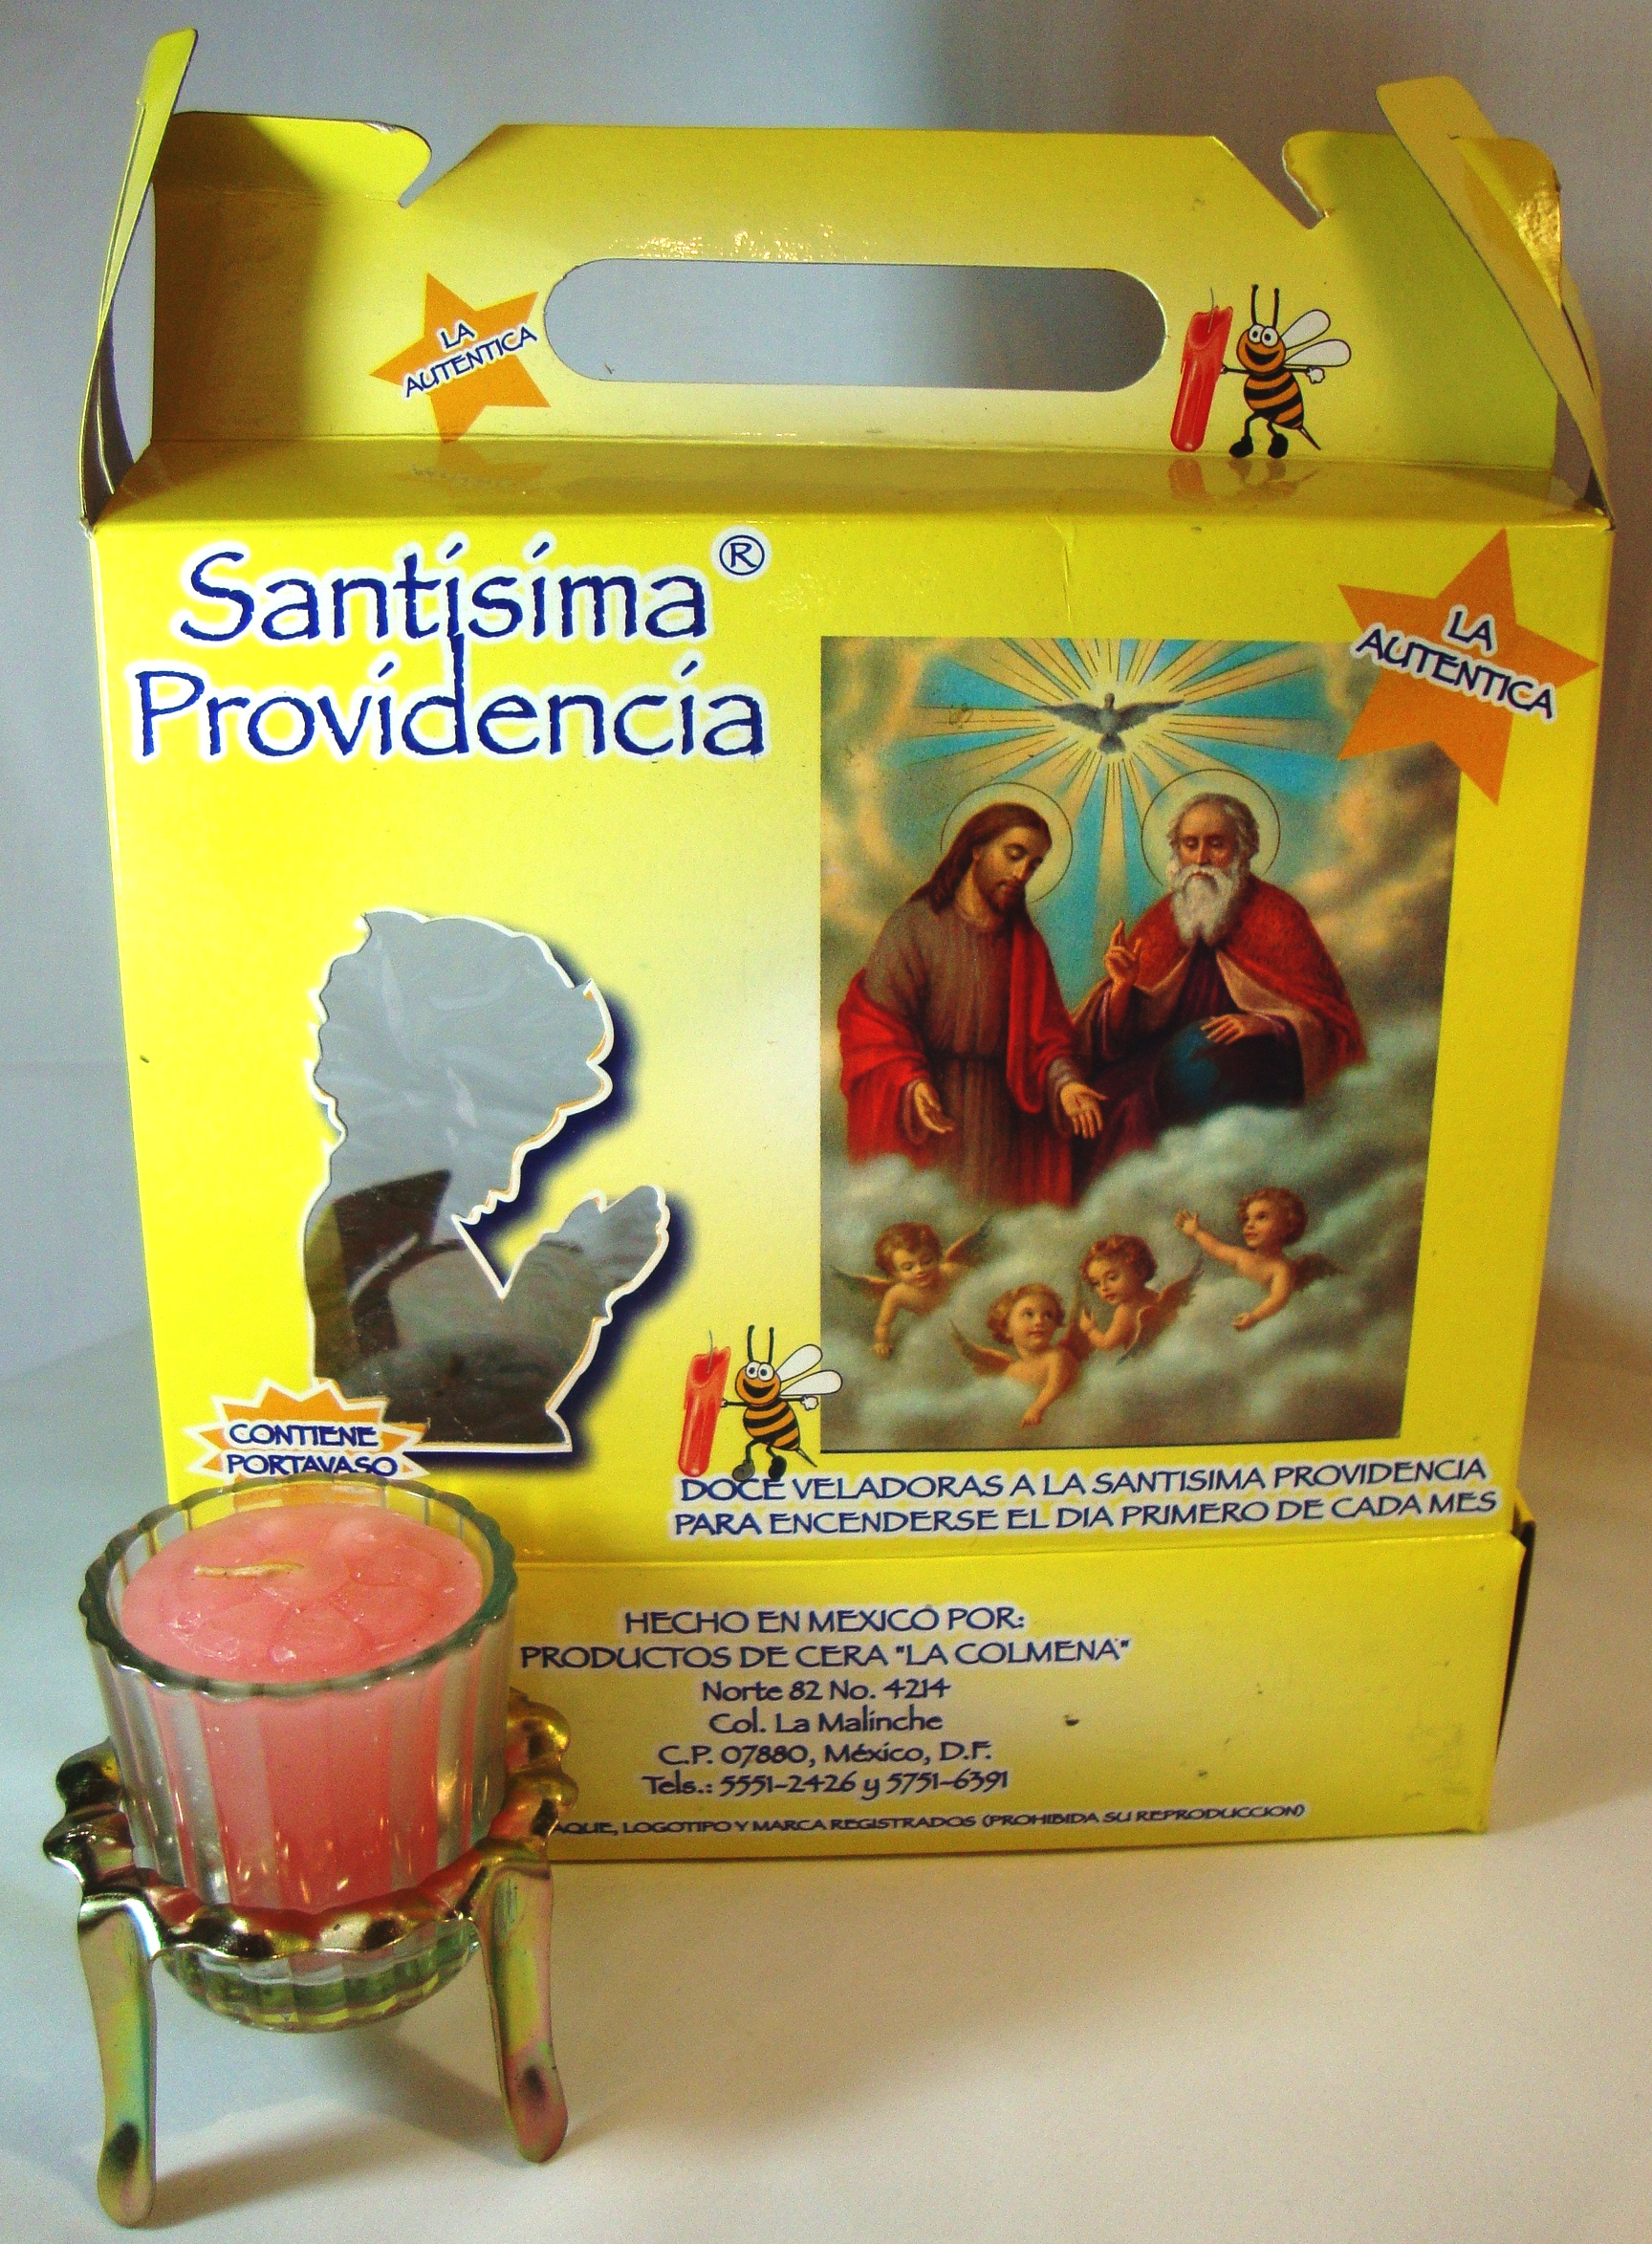 LA
AUTENTICA
Santísima®
Providencia
LA
AUTENTICA
CONTIENE
PORTAVASO
DOCE VELADORAS A LA SANTISIMA PROVIDENCIA
PARA ENCENDERSE EL DIA PRIMERO DE CADA MES
HECHO EN MEXICO POR:
PRODUCTOS DE CERA "LA COLMENA"
Norte 82 No. 4214
Col. La Malinche
C.P. 07880, México, D.F.
Tels.: 5551-2426 y 5751-6391
LOGOTIPO Y MARCA REGISTRADOS (PROHIBIDA SU REPRODUCCION)